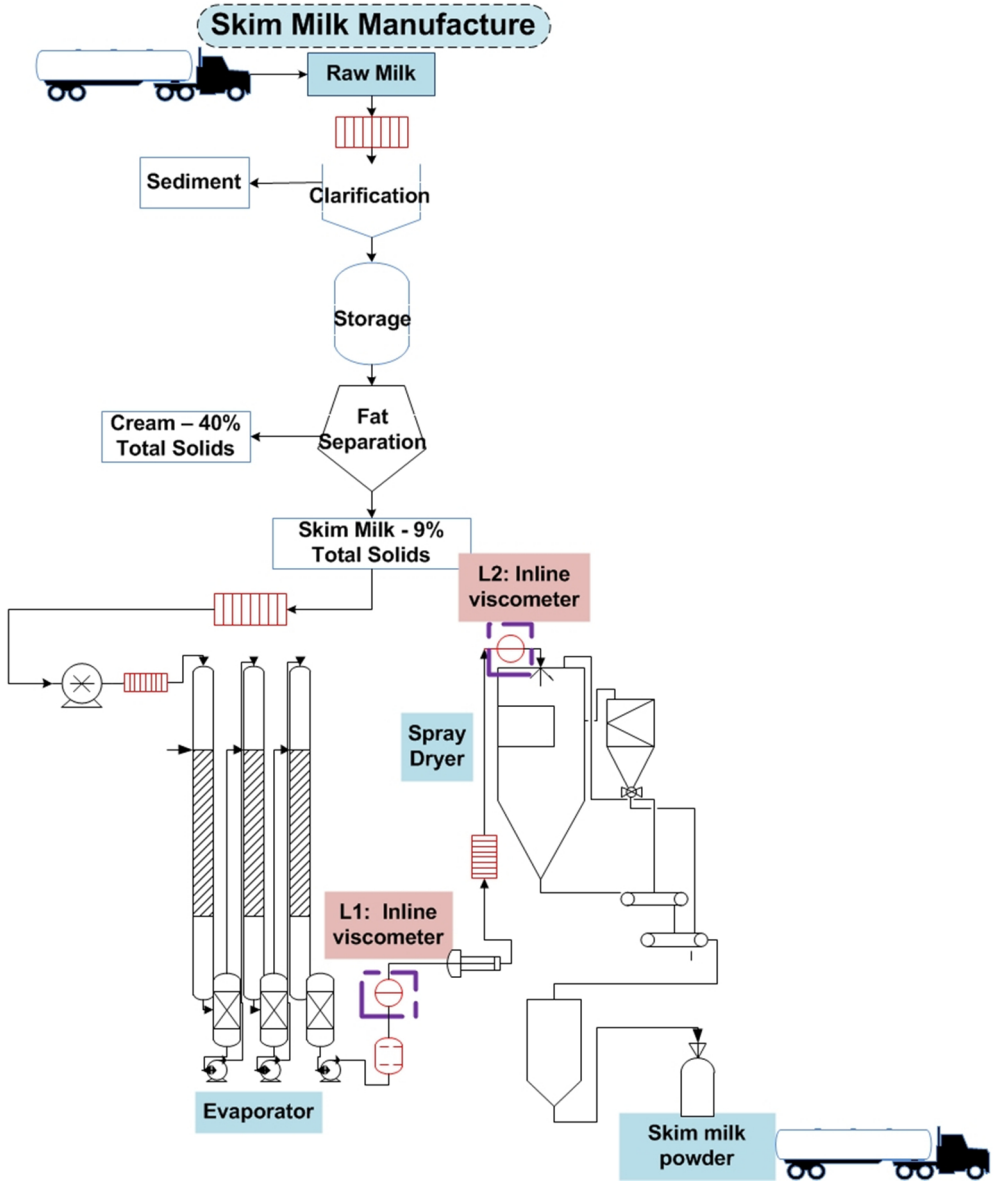 Skim Milk Manufacture
Raw Milk
Sediment
Clarification
Storage
Cream – 40%
Total Solids
Fat
Separation
Skim Milk - 9%
Total Solids
L2: Inline
viscometer
Spray
Dryer
L1:  Inline
viscometer
Evaporator
Skim milk
powder